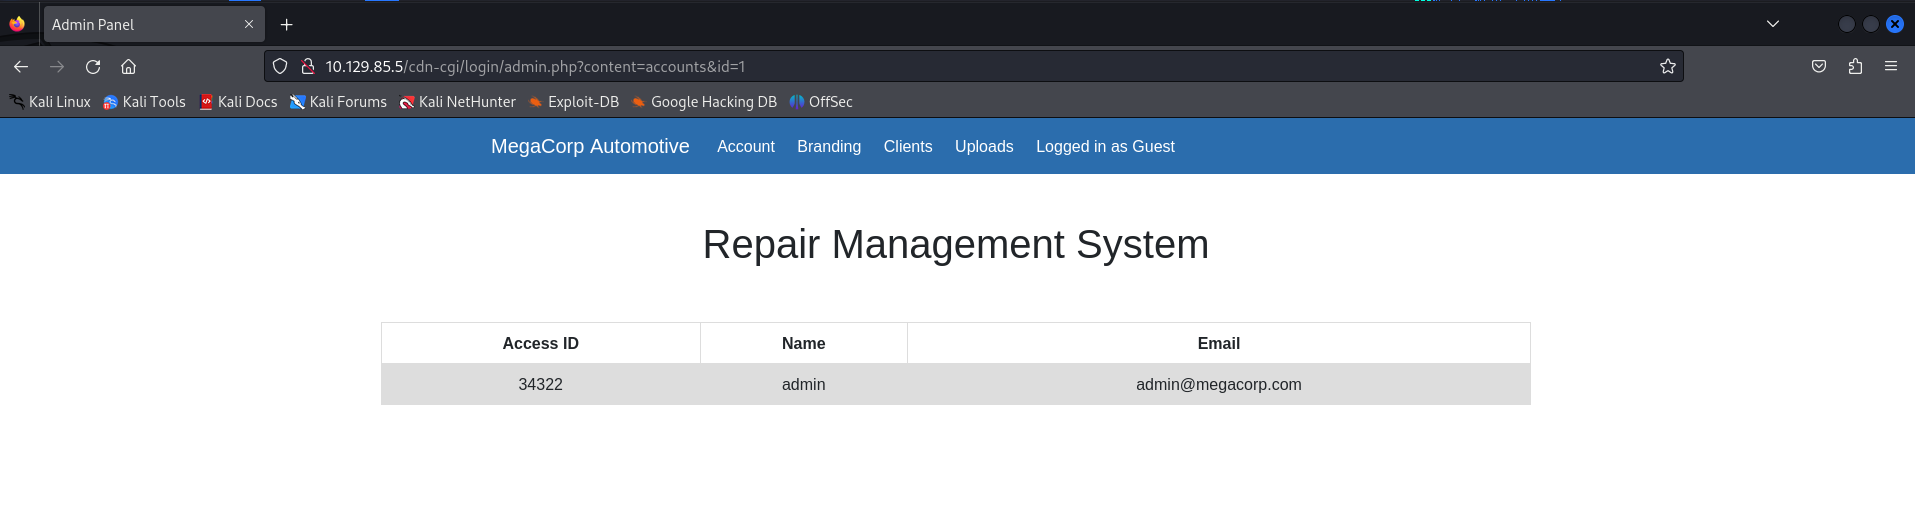 Admin Panel
10.129.85.5/cdn-cgi/login/admin.php?content=accounts&id=1
Kali Linux Kali Tools Kali Docs Kali Forums Kali NetHunter Exploit-DB Google Hacking DB OffSec
MegaCorp Automotive Account Branding Clients Uploads Logged in as Guest
Repair Management System
Access ID Name Email
34322 admin admin@megacorp.com